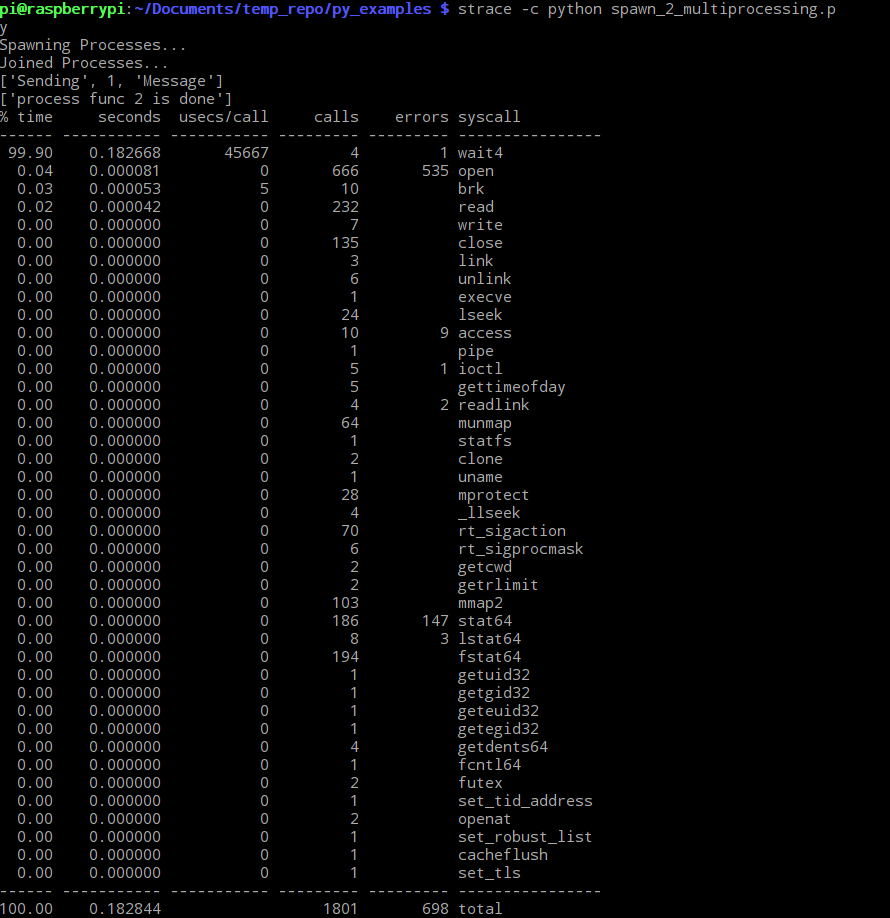 pi@raspberrypi:~/Documents/temp_repo/py_examples $ strace -c python spawn_2_multiprocessing.p
y
Spawning Processes...
Joined Processes...
['Sending', 1, 'Message']
['process func 2 is done']
% time     seconds  usecs/call     calls    errors syscall
------ ----------- ----------- --------- --------- ----------------
 99.90    0.182668       45667         4         1 wait4
  0.04    0.000081           0       666       535 open
  0.03    0.000053           5        10           brk
  0.02    0.000042           0       232           read
  0.00    0.000000           0         7           write
  0.00    0.000000           0       135           close
  0.00    0.000000           0         3           link
  0.00    0.000000           0         6           unlink
  0.00    0.000000           0         1           execve
  0.00    0.000000           0        24           lseek
  0.00    0.000000           0        10         9 access
  0.00    0.000000           0         1           pipe
  0.00    0.000000           0         5         1 ioctl
  0.00    0.000000           0         5           gettimeofday
  0.00    0.000000           0         4         2 readlink
  0.00    0.000000           0        64           munmap
  0.00    0.000000           0         1           statfs
  0.00    0.000000           0         2           clone
  0.00    0.000000           0         1           uname
  0.00    0.000000           0        28           mprotect
  0.00    0.000000           0         4           _llseek
  0.00    0.000000           0        70           rt_sigaction
  0.00    0.000000           0         6           rt_sigprocmask
  0.00    0.000000           0         2           getcwd
  0.00    0.000000           0         2           getrlimit
  0.00    0.000000           0       103           mmap2
  0.00    0.000000           0       186       147 stat64
  0.00    0.000000           0         8         3 lstat64
  0.00    0.000000           0       194           fstat64
  0.00    0.000000           0         1           getuid32
  0.00    0.000000           0         1           getgid32
  0.00    0.000000           0         1           geteuid32
  0.00    0.000000           0         1           getegid32
  0.00    0.000000           0         4           getdents64
  0.00    0.000000           0         1           fcntl64
  0.00    0.000000           0         2           futex
  0.00    0.000000           0         1           set_tid_address
  0.00    0.000000           0         2           openat
  0.00    0.000000           0         1           set_robust_list
  0.00    0.000000           0         1           cacheflush
  0.00    0.000000           0         1           set_tls
------ ----------- ----------- --------- --------- ----------------
100.00    0.182844                  1801       698 total